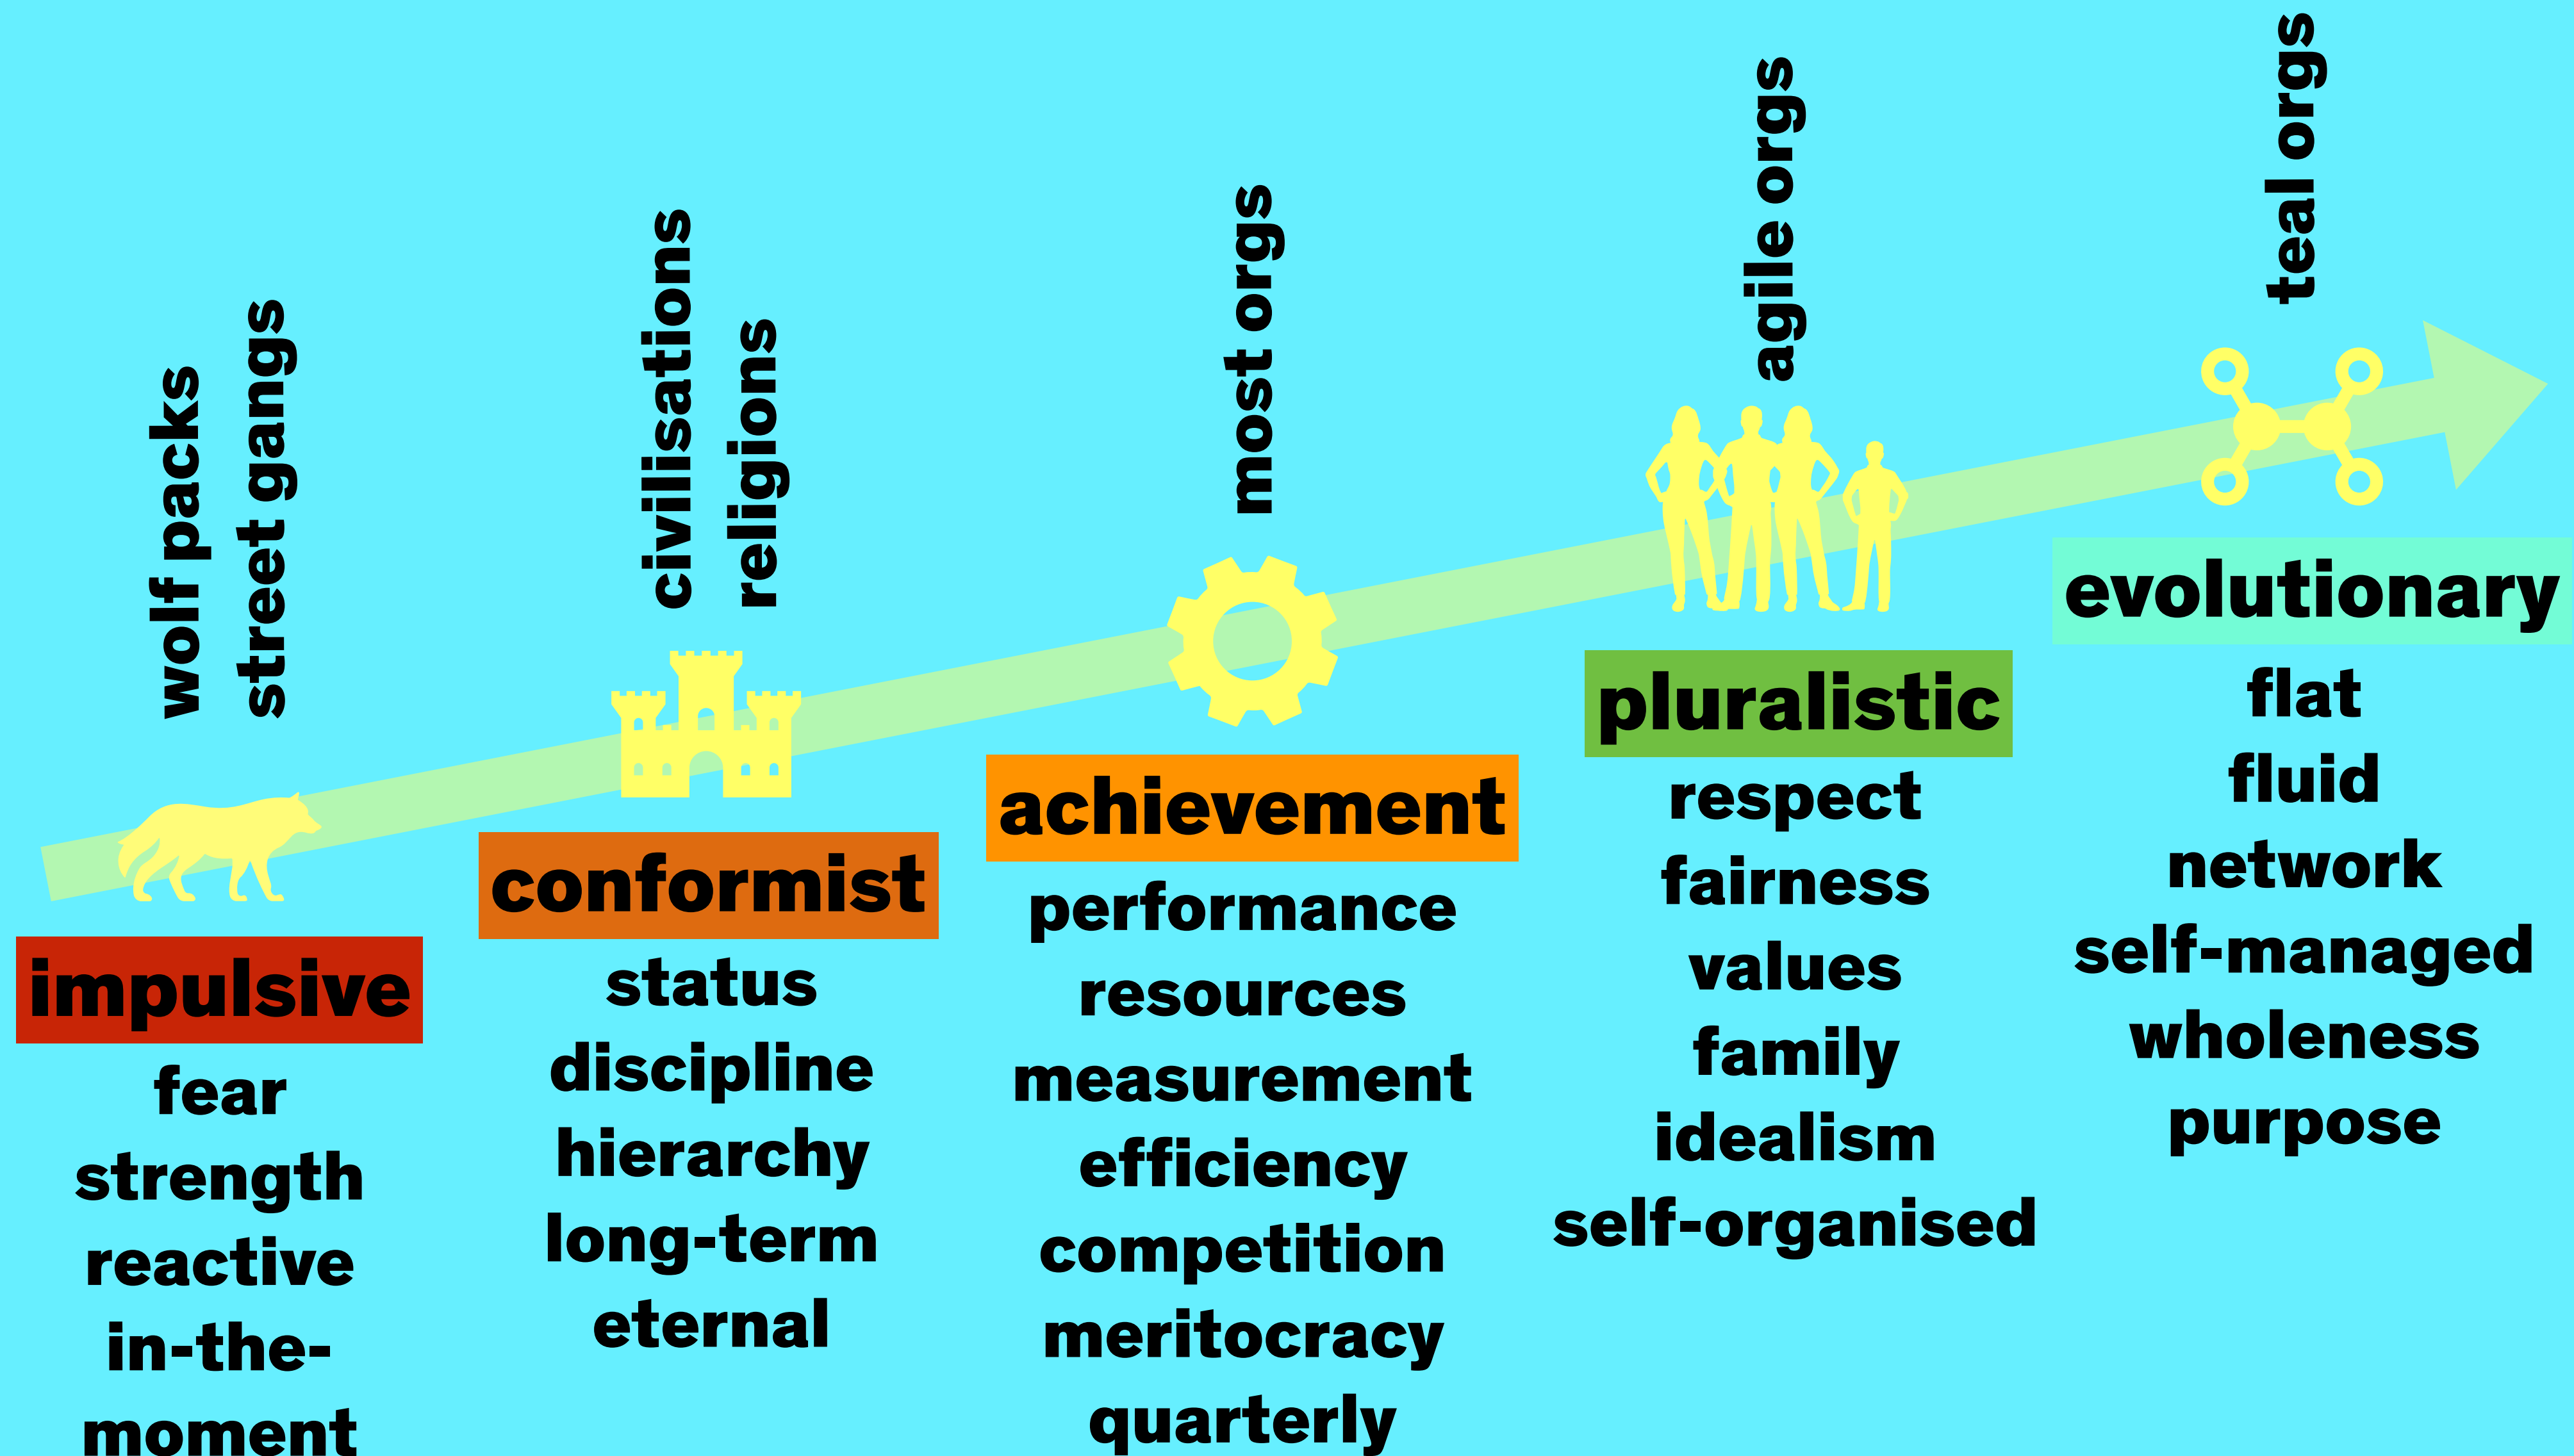 wolf packs
street gangs
impulsive
fear
strength
reactive
in-the-
moment
civilisations
religions
conformist
status
discipline
hierarchy
long-term
eternal
most orgs
achievement
performance
resources
measurement
efficiency
competition
meritocracy
quarterly
agile orgs
pluralistic
respect
fairness
values
family
idealism
self-organised
teal orgs
evolutionary
flat
fluid
network
self-managed
wholeness
purpose